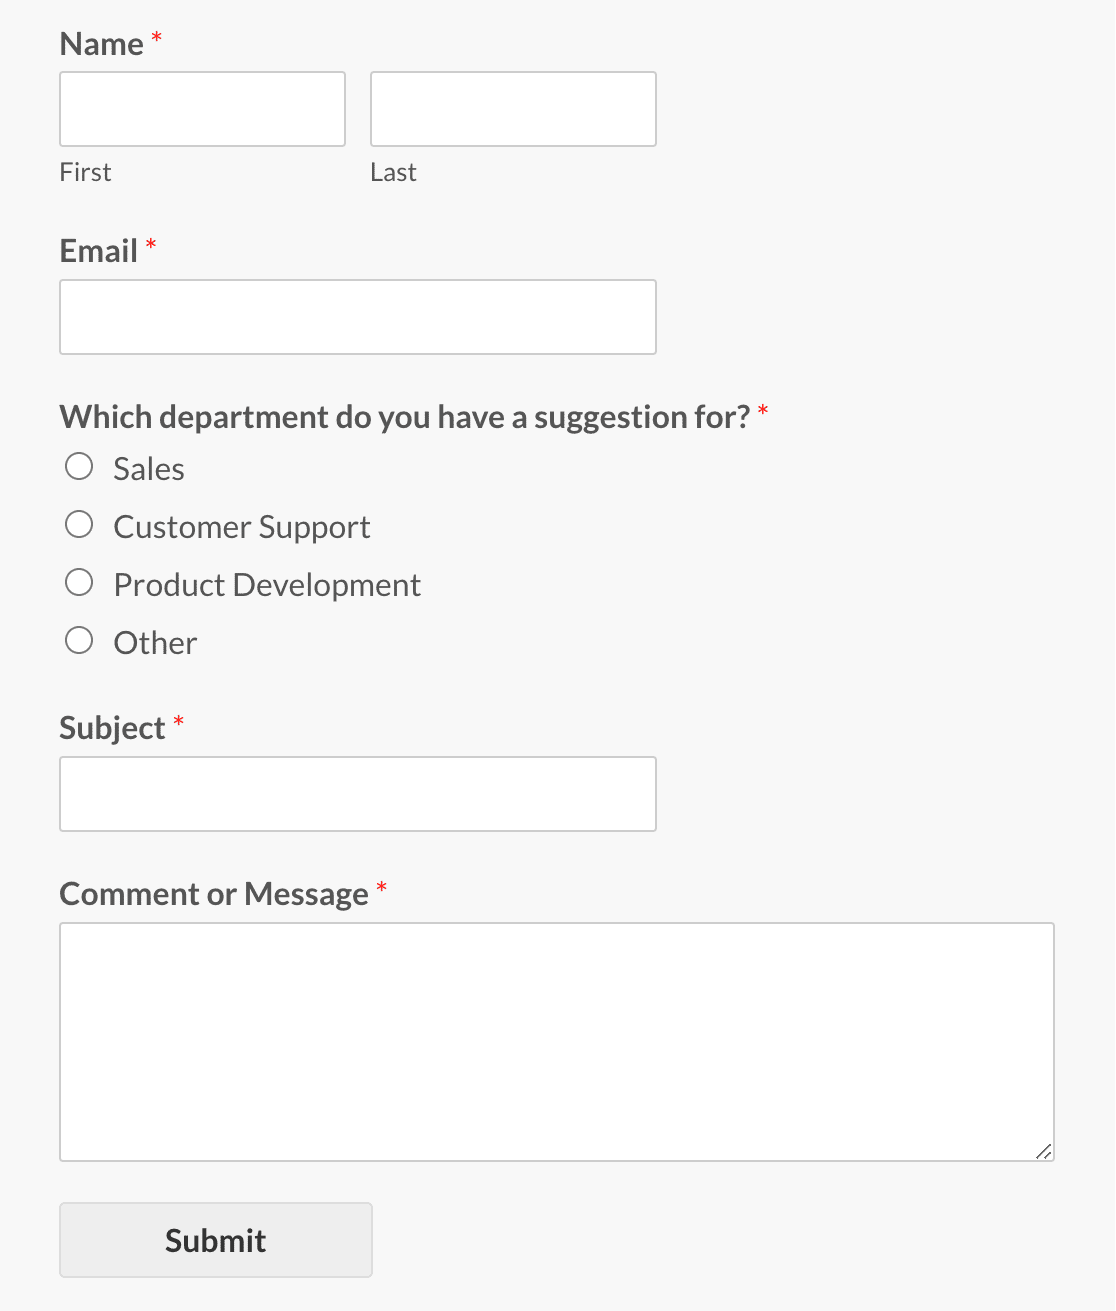 Name *
First Last
Email *
Which department do you have a suggestion for? *
Sales
Customer Support
Product Development
Other
Subject *
Comment or Message *
Submit